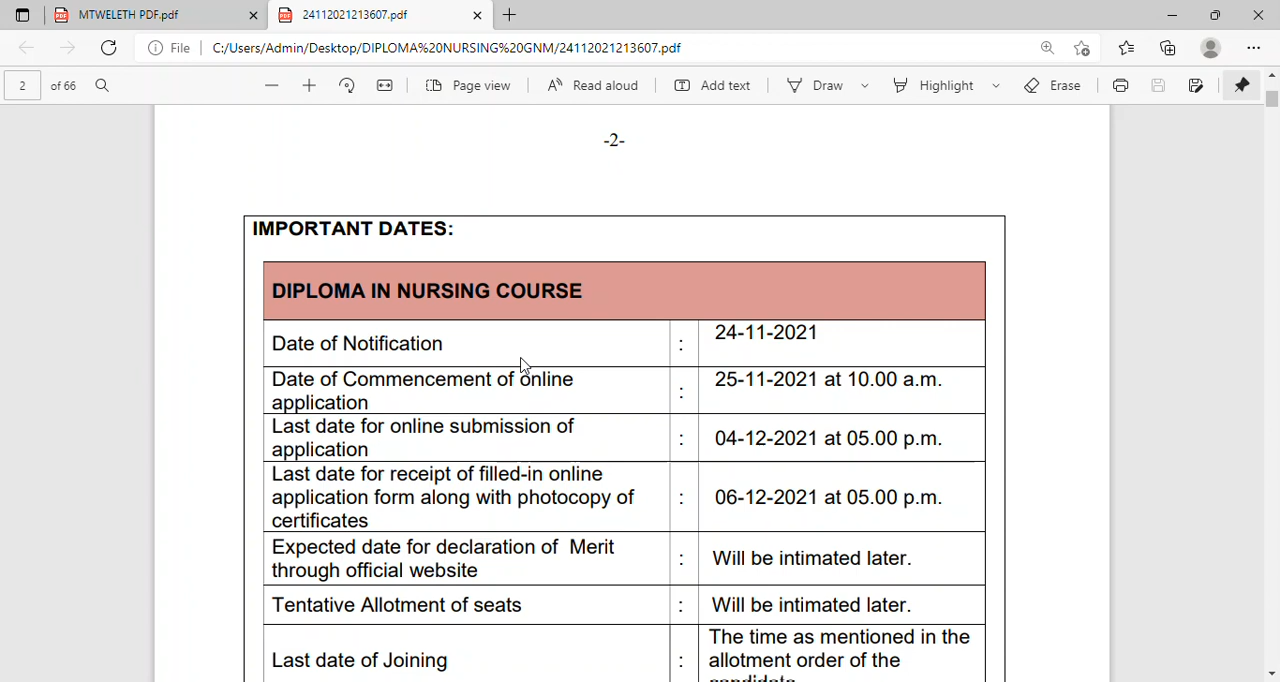 MTWELETH PDF.pdf
24112021213607.pdf
File
C:/Users/Admin/Desktop/DIPLOMA%20NURSING%20GNM/24112021213607.pdf
2 of 66
Page view
Read aloud
Add text
Draw
Highlight
Erase
-2-
IMPORTANT DATES:
DIPLOMA IN NURSING COURSE
Date of Notification : 24-11-2021
Date of Commencement of online
application : 25-11-2021 at 10.00 a.m.
Last date for online submission of
application : 04-12-2021 at 05.00 p.m.
Last date for receipt of filled-in online
application form along with photocopy of : 06-12-2021 at 05.00 p.m.
certificates
Expected date for declaration of Merit
through official website : Will be intimated later.
Tentative Allotment of seats : Will be intimated later.
Last date of Joining : The time as mentioned in the
allotment order of the
candidate